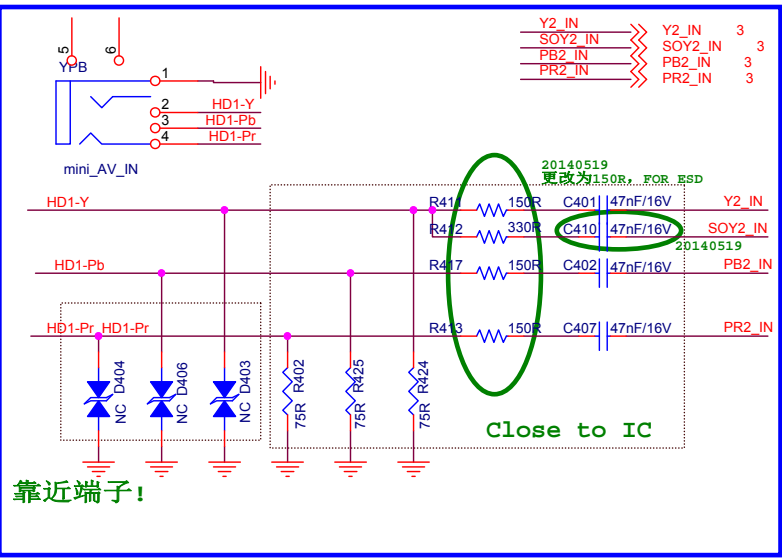 Y2_IN Y2_IN 3
SOY2_IN SOY2_IN 3
PB2_IN PB2_IN 3
PR2_IN PR2_IN 3
5 6
YPB
1
2 HD1-Y
3 HD1-Pb
4 HD1-Pr
mini_AV_IN
20140519
更改为150R, FOR ESD
HD1-Y R411 150R C401 47nF/16V Y2_IN
R412 330R C410 47nF/16V SOY2_IN
20140519
HD1-Pb R417 150R C402 47nF/16V PB2_IN
HD1-Pr HD1-Pr R413 150R C407 47nF/16V PR2_IN
NC D404
NC D406
NC D403
75R R402
75R R425
75R R424
Close to IC
靠近端子!